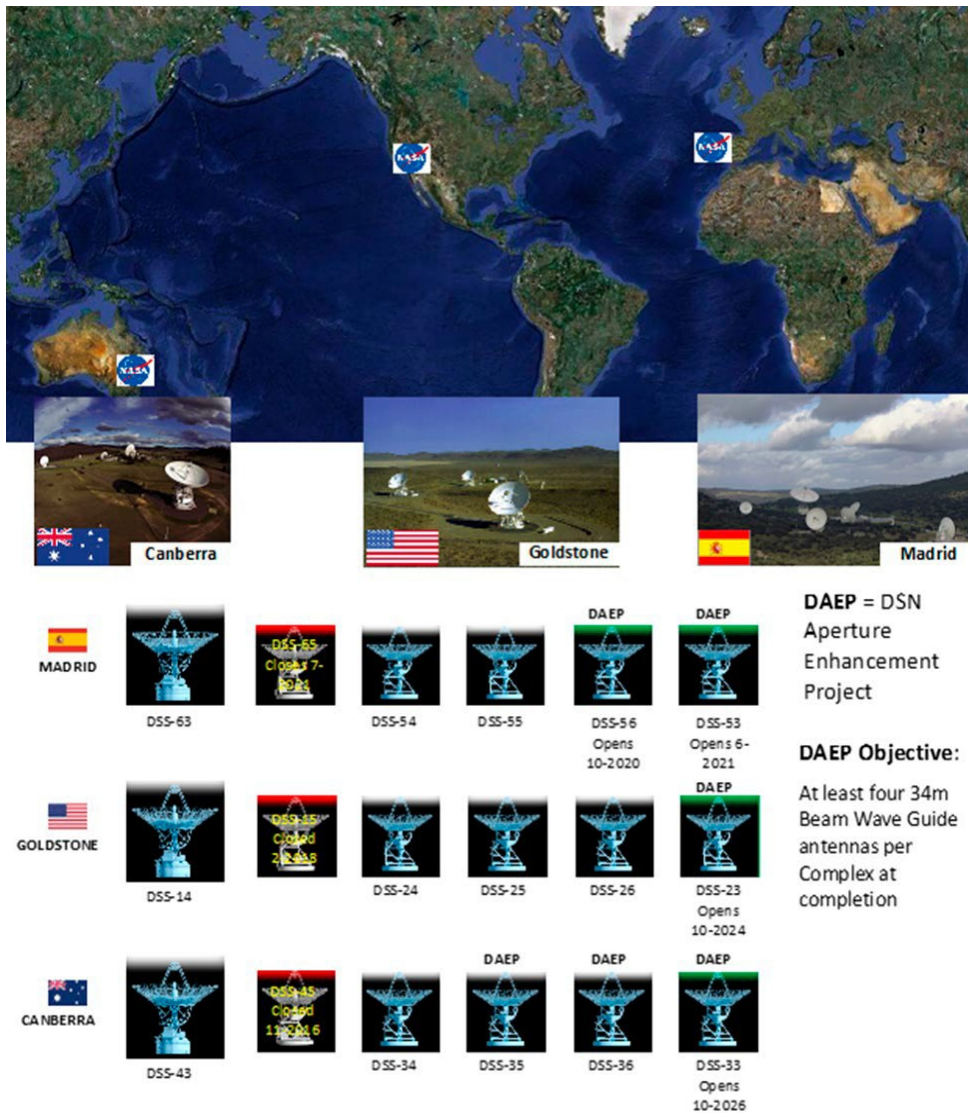 NASA
NASA
NASA
Canberra
Goldstone
Madrid
DAEP
DAEP
DAEP = DSN
Aperture
Enhancement
Project
MADRID
DSS-65
Closes 7-
2021
DSS-63
DSS-54
DSS-55
DSS-56
Opens
10-2020
DSS-53
Opens 6-
2021
DAEP Objective:
At least four 34m
Beam Wave Guide
antennas per
Complex at
completion
DAEP
GOLDSTONE
DSS-15
Closed
DSS-14
DSS-24
DSS-25
DSS-26
DSS-23
Opens
10-2024
DAEP
DAEP
DAEP
CANBERRA
DSS-45
Closed
11-2016
DSS-43
DSS-34
DSS-35
DSS-36
DSS-33
Opens
10-2026